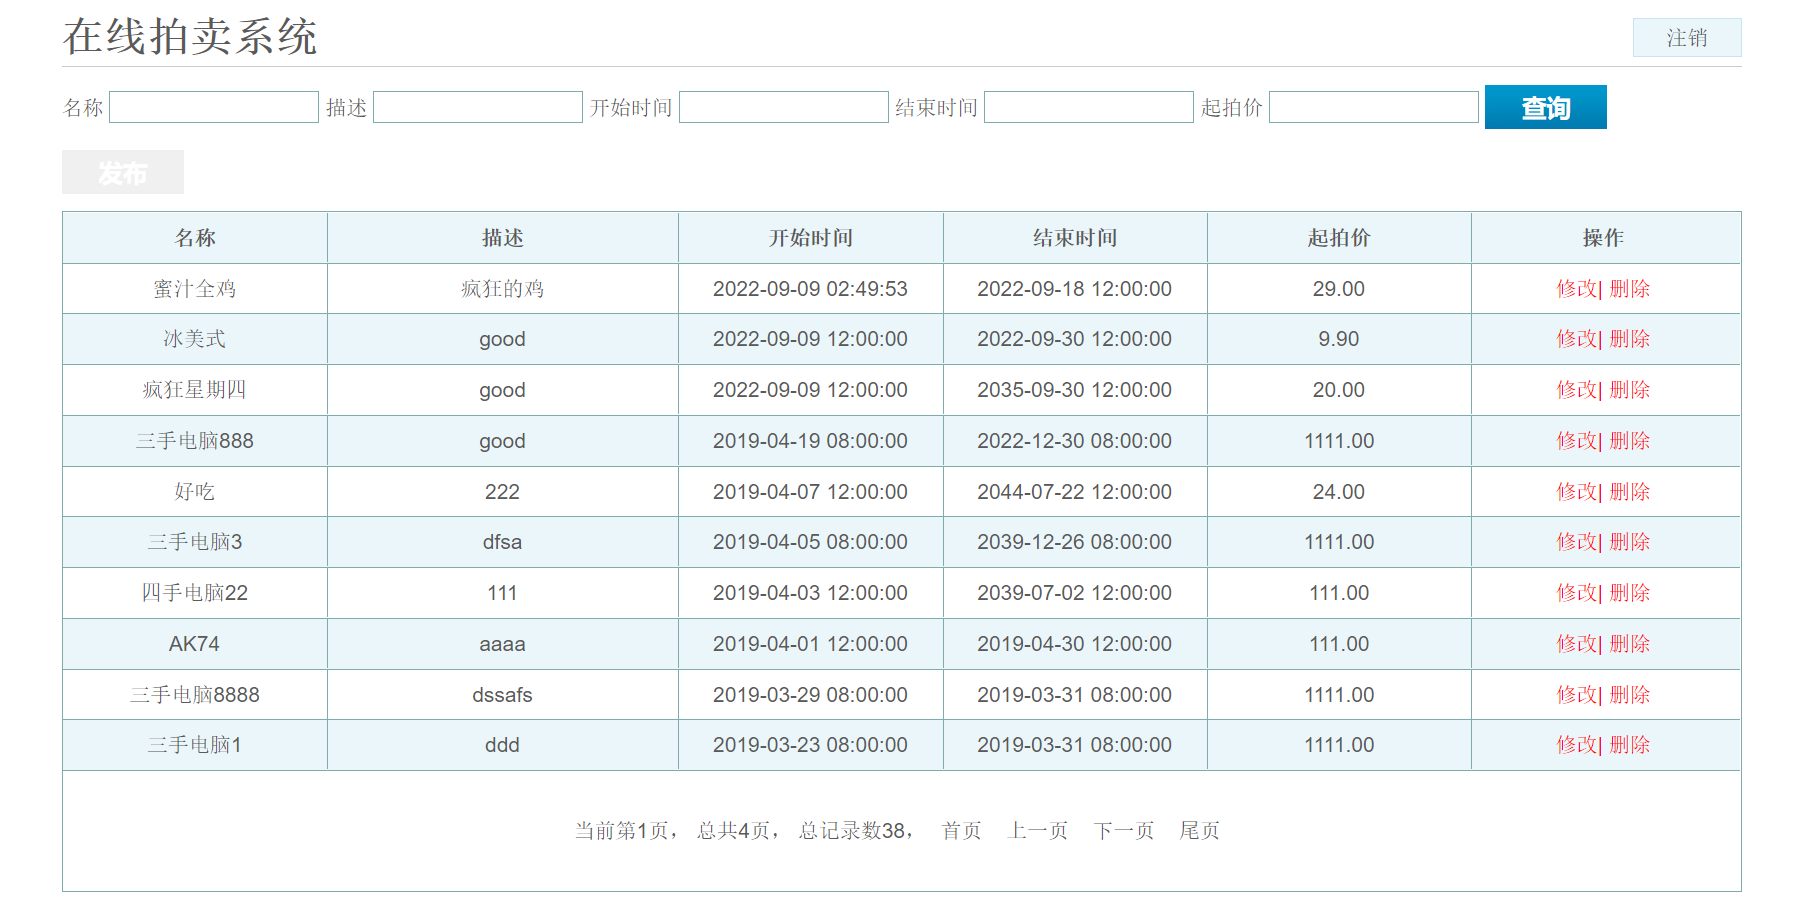 在线拍卖系统 注销
名称 描述 开始时间 结束时间 起拍价 查询
发布
名称 描述 开始时间 结束时间 起拍价 操作
蜜汁全鸡 疯狂的鸡 2022-09-09 02:49:53 2022-09-18 12:00:00 29.00 修改| 删除
冰美式 good 2022-09-09 12:00:00 2022-09-30 12:00:00 9.90 修改| 删除
疯狂星期四 good 2022-09-09 12:00:00 2035-09-30 12:00:00 20.00 修改| 删除
三手电脑888 good 2019-04-19 08:00:00 2022-12-30 08:00:00 1111.00 修改| 删除
好吃 222 2019-04-07 12:00:00 2044-07-22 12:00:00 24.00 修改| 删除
三手电脑3 dfsa 2019-04-05 08:00:00 2039-12-26 08:00:00 1111.00 修改| 删除
四手电脑22 111 2019-04-03 12:00:00 2039-07-02 12:00:00 111.00 修改| 删除
AK74 aaaa 2019-04-01 12:00:00 2019-04-30 12:00:00 111.00 修改| 删除
三手电脑8888 dssafs 2019-03-29 08:00:00 2019-03-31 08:00:00 1111.00 修改| 删除
三手电脑1 ddd 2019-03-23 08:00:00 2019-03-31 08:00:00 1111.00 修改| 删除
当前第1页， 总共4页， 总记录数38， 首页 上一页 下一页 尾页